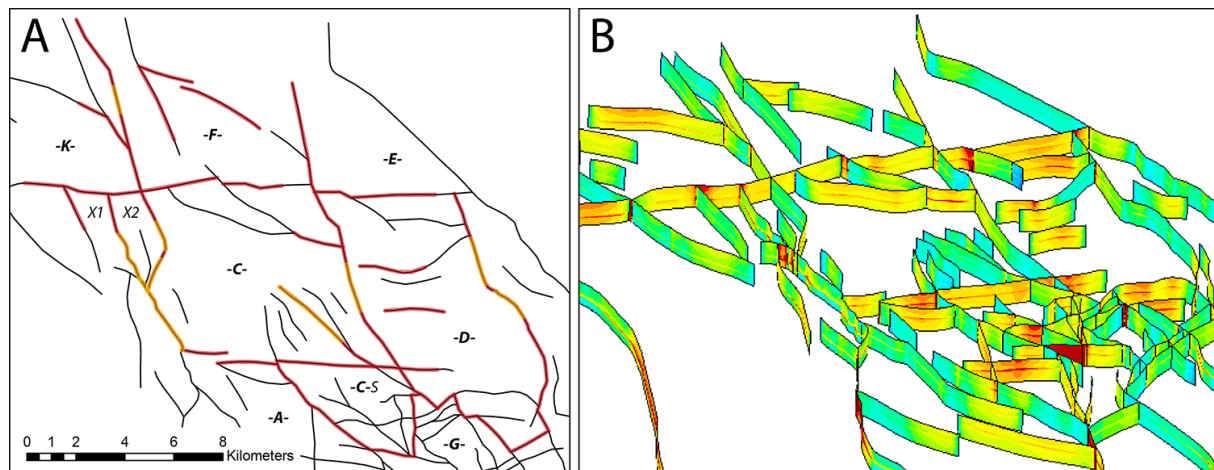 A
B
-F-
-K-
-E-
X1 X2
-C-
-D-
-C-S
-A-
-G-
0 1 2 4 6 8
Kilometers